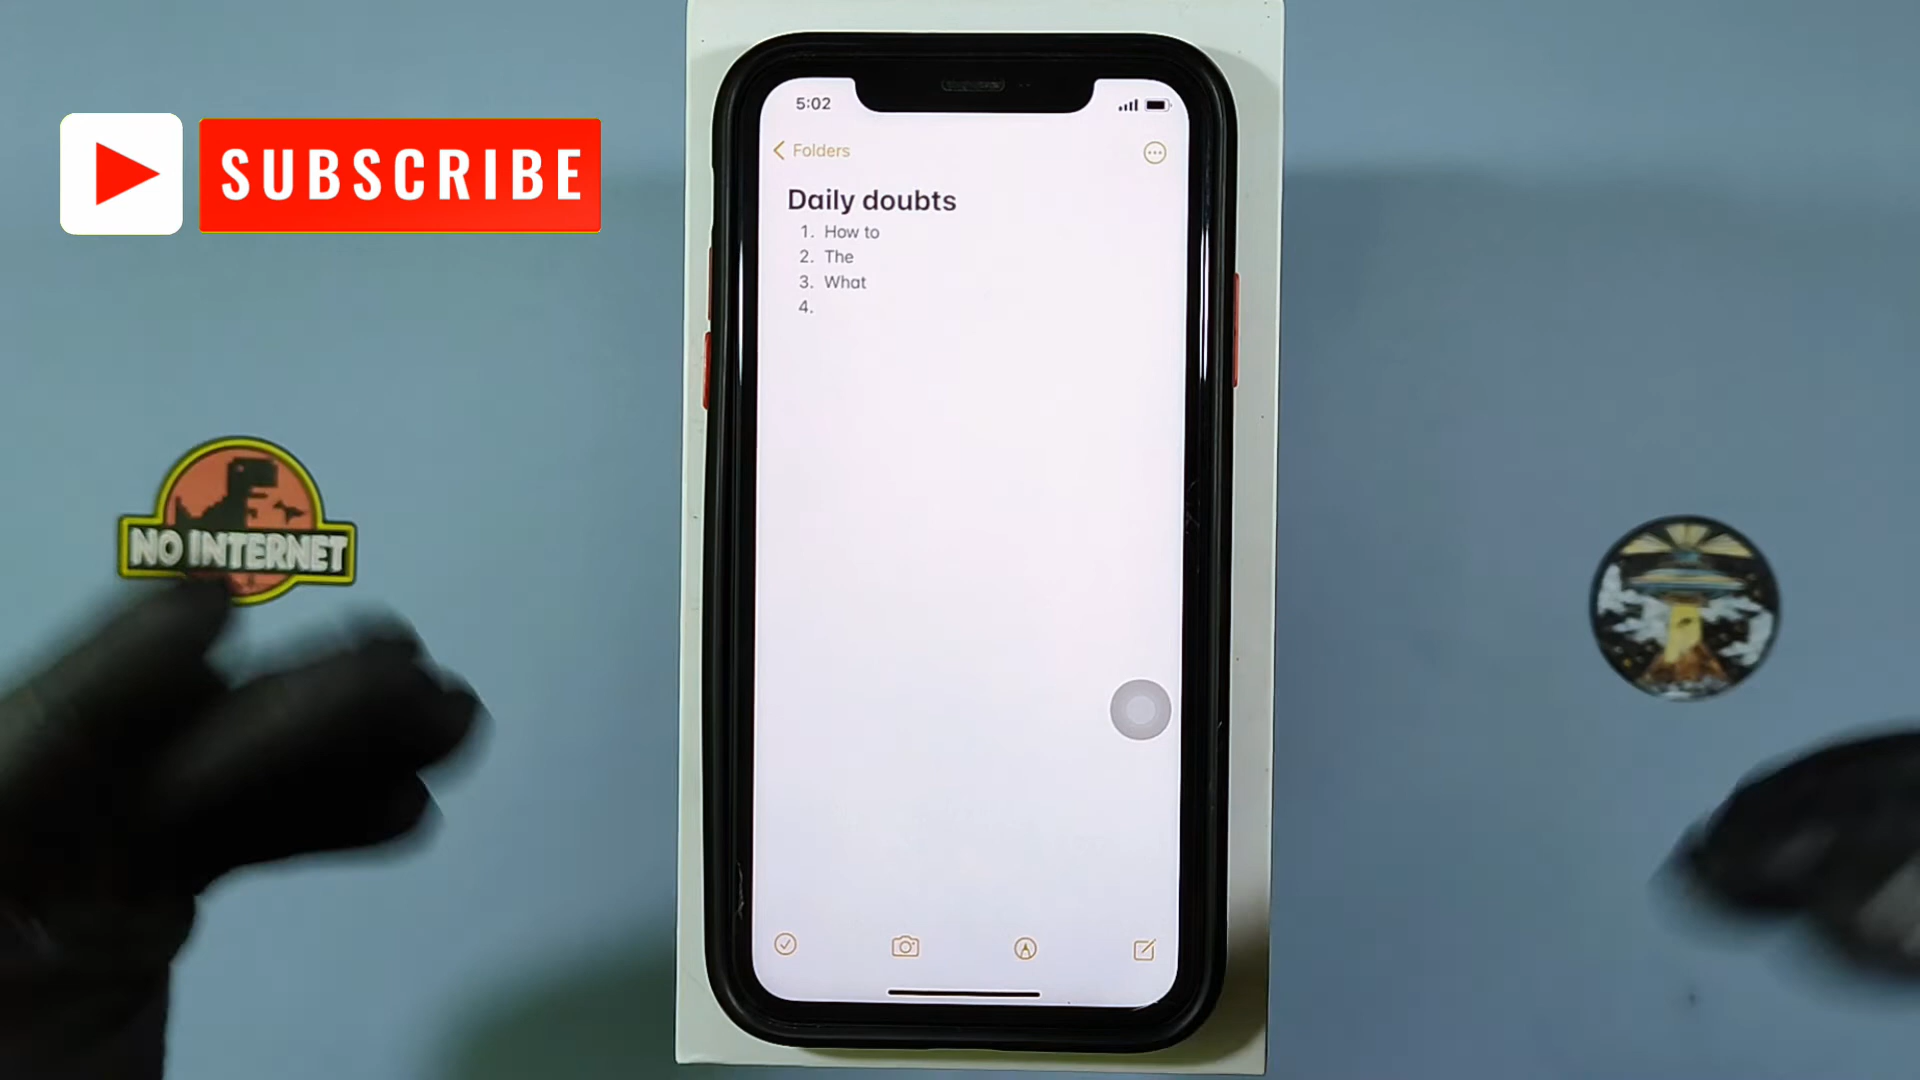 SUBSCRIBE
5:02
Folders
Daily doubts
1. How to
2. The
3. What
4.
NO INTERNET